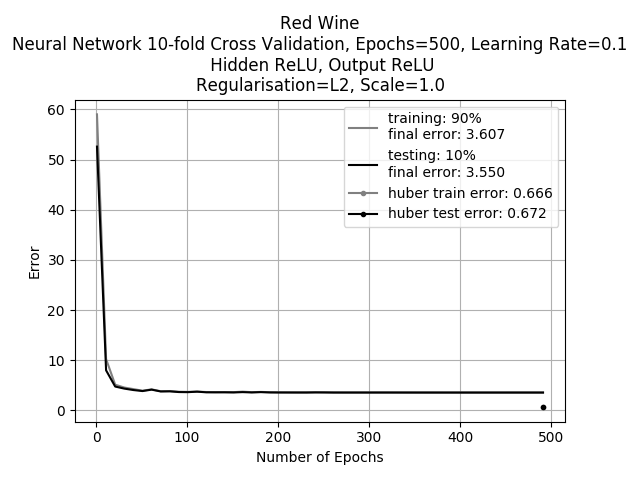 Red Wine
Neural Network 10-fold Cross Validation, Epochs=500, Learning Rate=0.1
Hidden ReLU, Output ReLU
Regularisation=L2, Scale=1.0
training: 90%
final error: 3.607
testing: 10%
final error: 3.550
huber train error: 0.666
huber test error: 0.672
Error
60
50
40
30
20
10
0
0 100 200 300 400 500
Number of Epochs